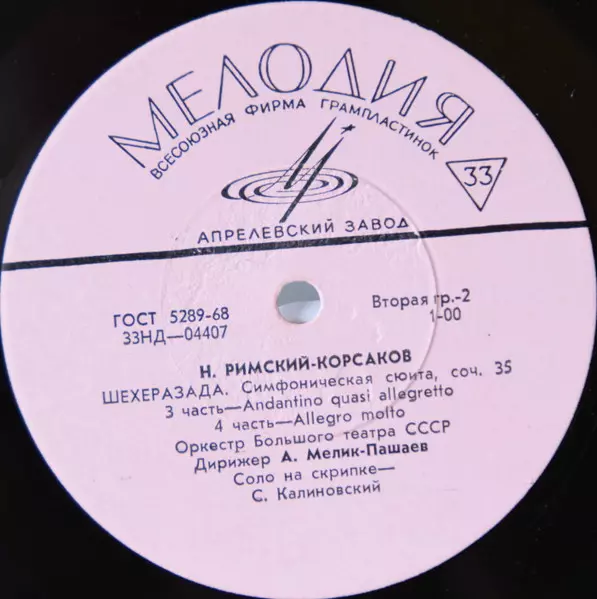 МЕЛОДИЯ
ВСЕСОЮЗНАЯ ФИРМА ГРАМПЛАСТИНОК
33
АПРЕЛЕВСКИЙ ЗАВОД
ГОСТ 5289-68
Вторая гр.-2
33НД—04407
1-00
Н. РИМСКИЙ-КОРСАКОВ
ШЕХЕРАЗАДА. Симфоническая сюита, соч. 35
3 часть—Andantino quasi allegretto
4 часть—Allegro molto
Оркестр Большого театра СССР
Дирижер А. Мелик-Пашаев
Соло на скрипке—
С. Калиновский